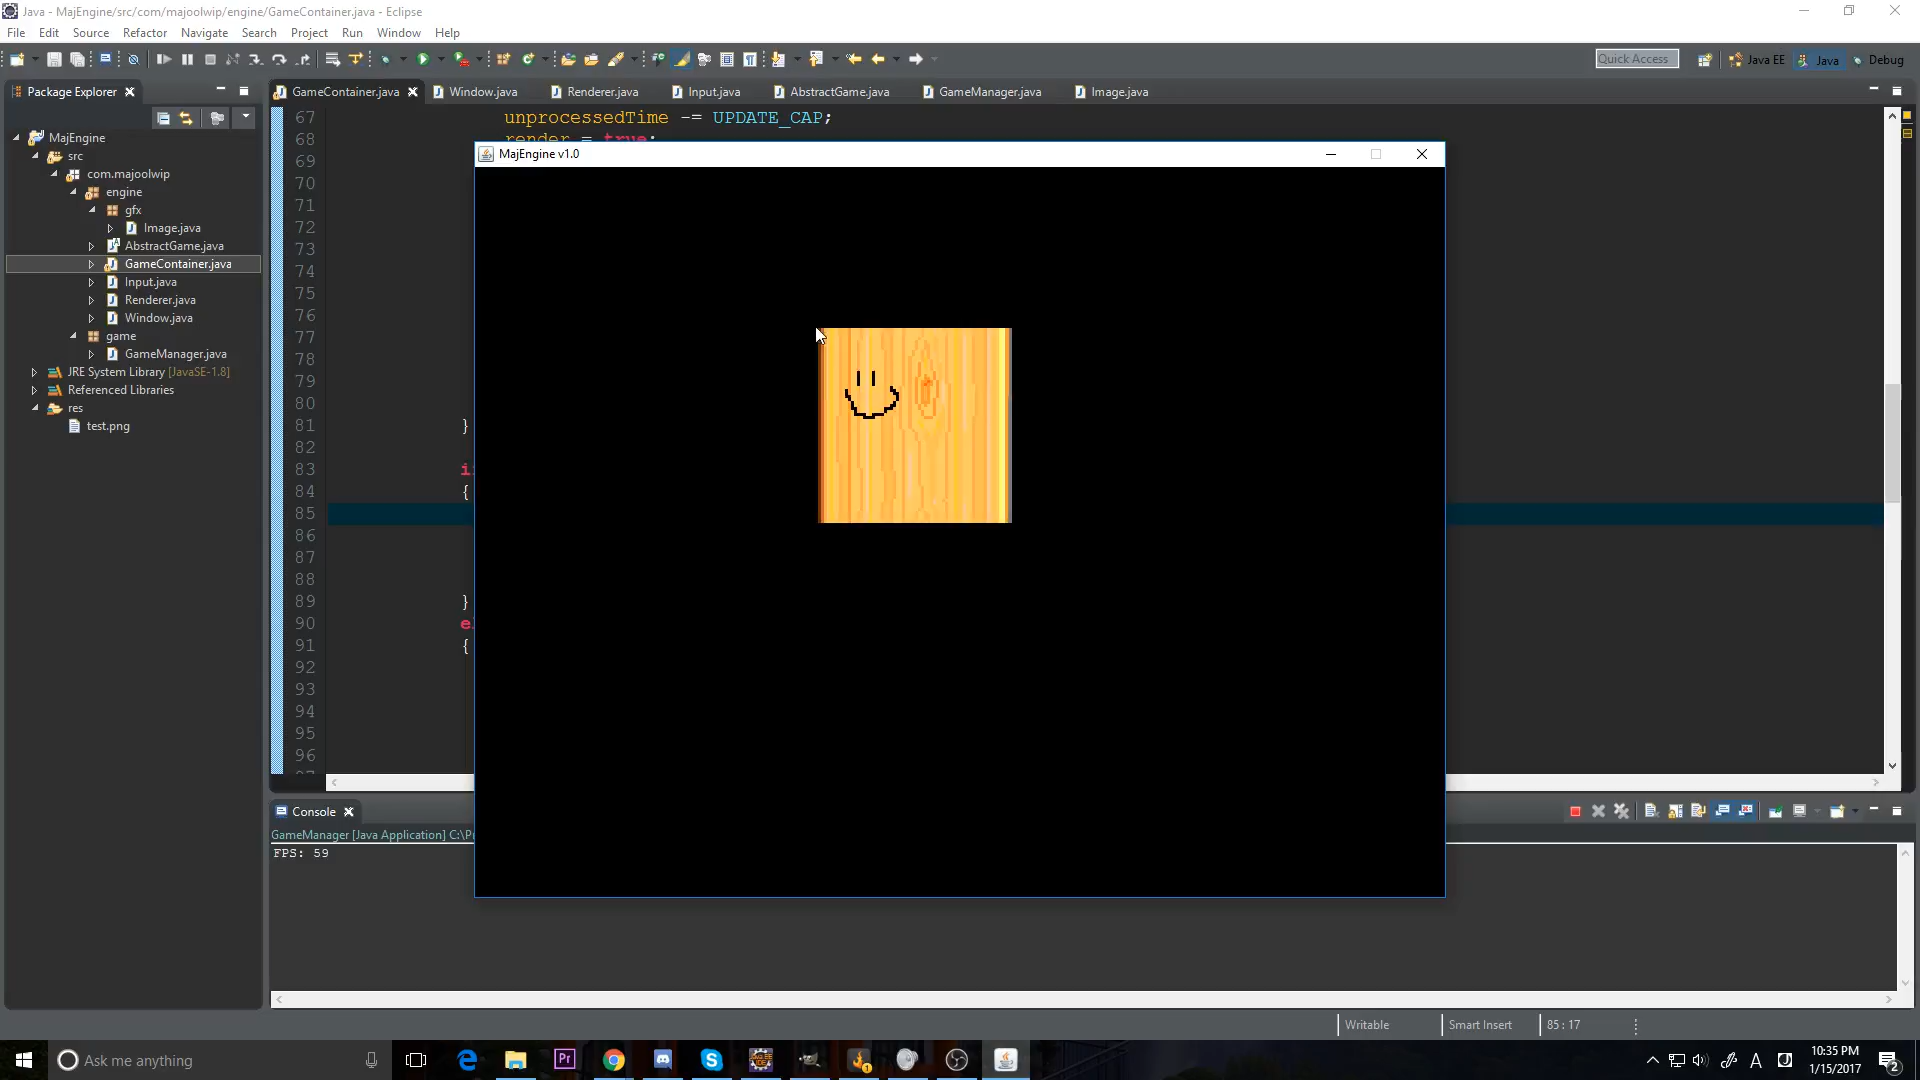 Java - MajEngine/src/com/majoolwip/engine/GameContainer.java - Eclipse
File Edit Source Refactor Navigate Search Project Run Window Help
Quick Access Java EE Java Debug
Package Explorer
GameContainer.java Window.java Renderer.java Input.java AbstractGame.java GameManager.java Image.java
MajEngine
src
com.majoolwip
engine
gfx
Image.java
AbstractGame.java
GameContainer.java
Input.java
Renderer.java
Window.java
game
GameManager.java
JRE System Library [JavaSE-1.8]
Referenced Libraries
res
test.png
67 unprocessedTime -= UPDATE_CAP;
68 render = true;
69
70
71
72
73
74
75
76
77
78
79
80
81 }
82
83
84 {
85
86
87
88
89 }
90
91 {
92
93
94
95
96
MajEngine v1.0
Console
GameManager [Java Application]
FPS: 59
Writable Smart Insert 85 : 17
Ask me anything
10:35 PM
1/15/2017